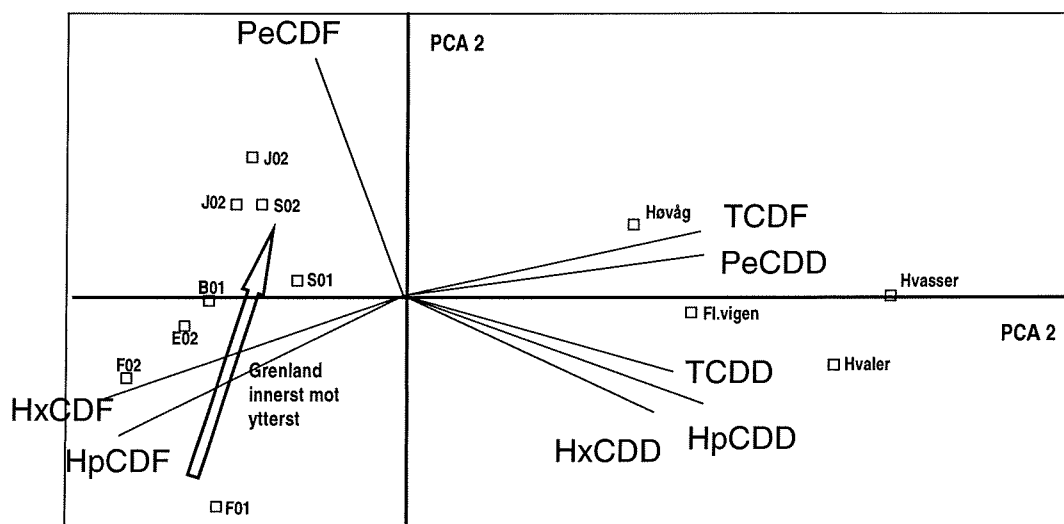 PeCDF
PCA 2
J02
J02
S02
Høvåg
TCDF
PeCDD
S01
B01
Hvasser
E02
Fl.vigen
PCA 2
F02
Grenland
innerst mot
ytterst
TCDD
Hvaler
HxCDF
HpCDF
HxCDD
HpCDD
F01